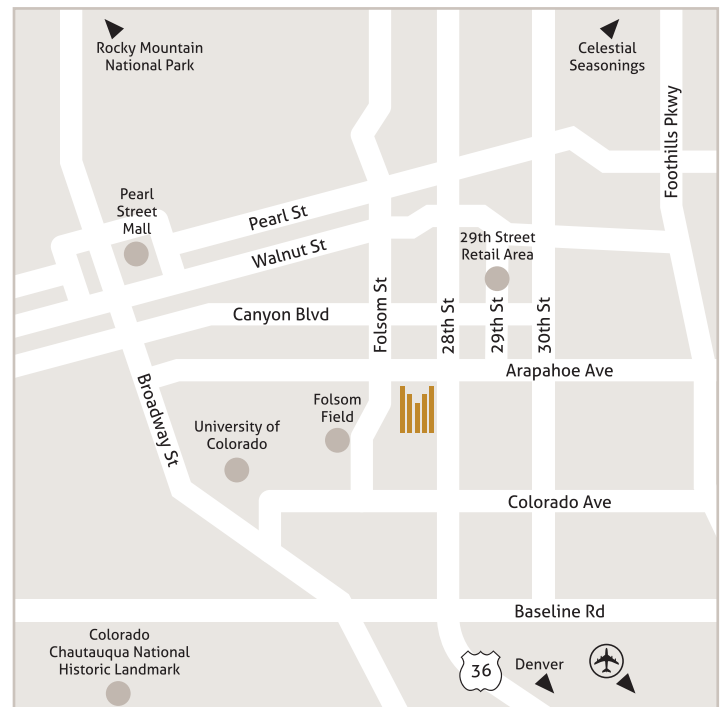 Rocky Mountain
National Park
Celestial
Seasonings
Foothills Pkwy
Pearl
Street
Mall
Pearl St
Walnut St
29th Street
Retail Area
Canyon Blvd
Folsom St
28th St
29th St
30th St
Arapahoe Ave
Broadway St
Folsom
Field
University of
Colorado
Colorado Ave
Baseline Rd
Colorado
Chautauqua National
Historic Landmark
36
Denver